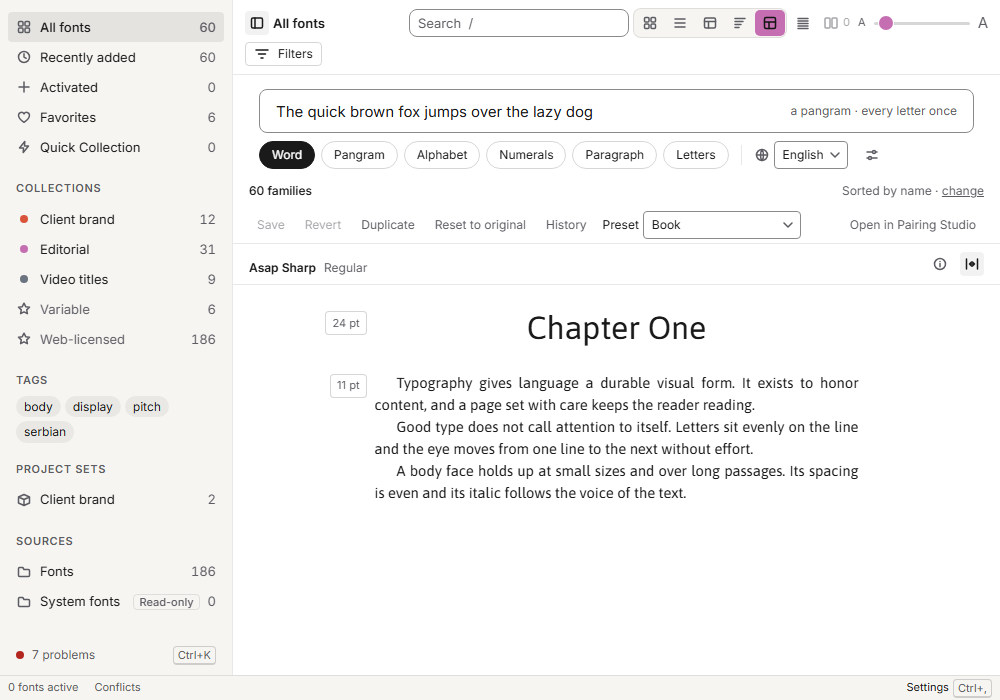 All fonts 60
Recently added 60
Activated 0
Favorites 6
Quick Collection 0
COLLECTIONS
Client brand 12
Editorial 31
Video titles 9
Variable 6
Web-licensed 186
TAGS
body display pitch
serbian
PROJECT SETS
Client brand 2
SOURCES
Fonts 186
System fonts Read-only 0
7 problems Ctrl+K
All fonts Search / 0 A A
Filters
The quick brown fox jumps over the lazy dog a pangram · every letter once
Word Pangram Alphabet Numerals Paragraph Letters English
60 families Sorted by name · change
Save Revert Duplicate Reset to original History Preset Book Open in Pairing Studio
Asap Sharp Regular
24 pt Chapter One
11 pt Typography gives language a durable visual form. It exists to honor
content, and a page set with care keeps the reader reading.
Good type does not call attention to itself. Letters sit evenly on the line
and the eye moves from one line to the next without effort.
A body face holds up at small sizes and over long passages. Its spacing
is even and its italic follows the voice of the text.
0 fonts active Conflicts Settings Ctrl+,